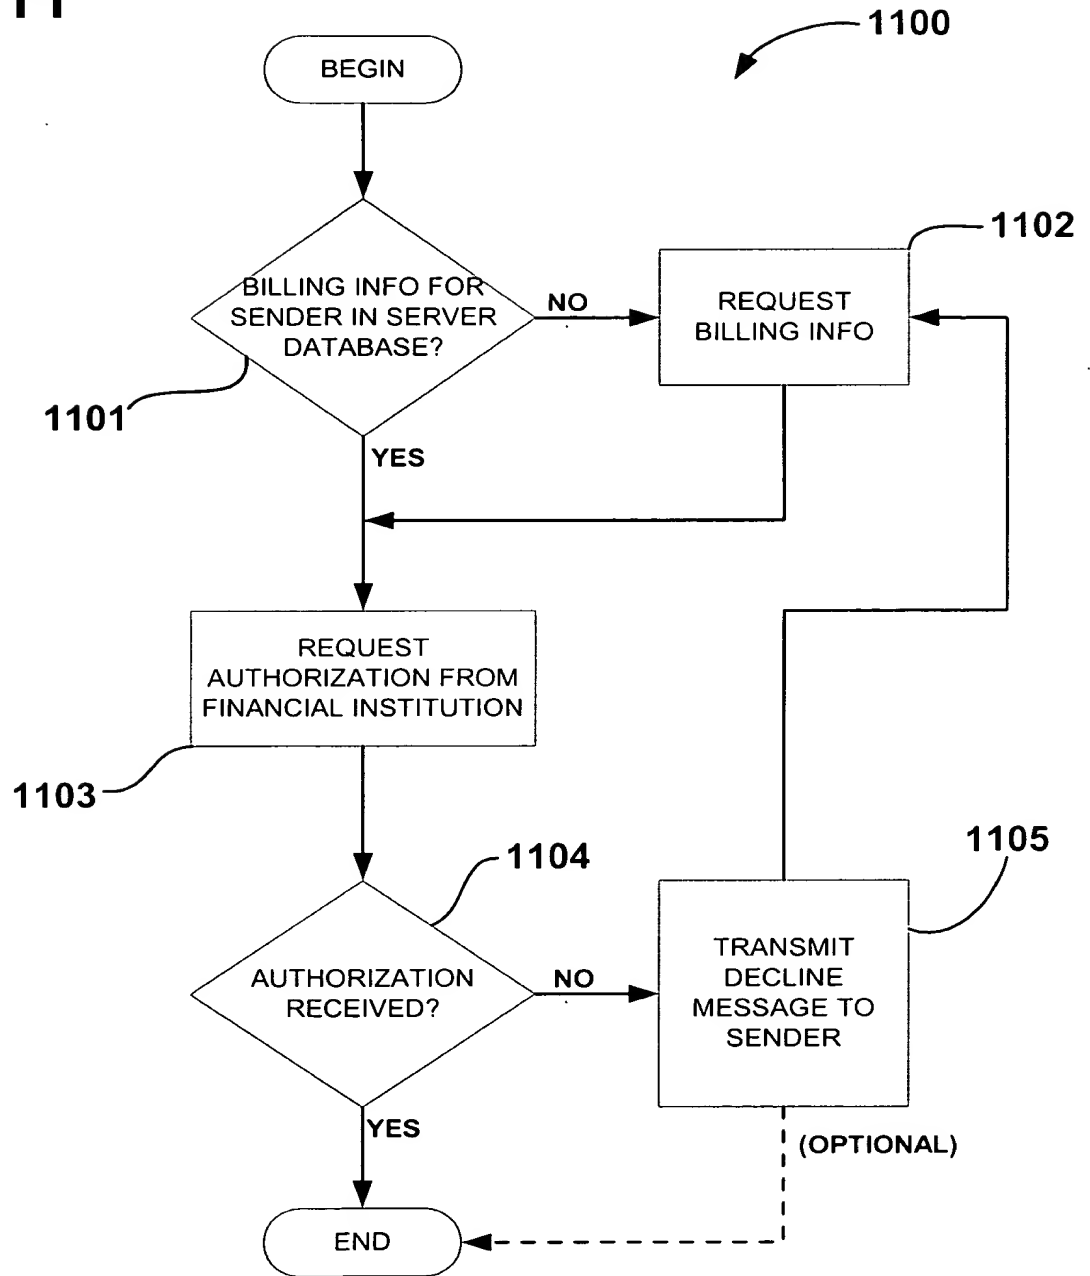 1100
BEGIN
1102
BILLING INFO FOR
SENDER IN SERVER
DATABASE?
NO
REQUEST
BILLING INFO
1101
YES
REQUEST
AUTHORIZATION FROM
FINANCIAL INSTITUTION
1103
1104
1105
AUTHORIZATION
RECEIVED?
NO
TRANSMIT
DECLINE
MESSAGE TO
SENDER
YES
(OPTIONAL)
END